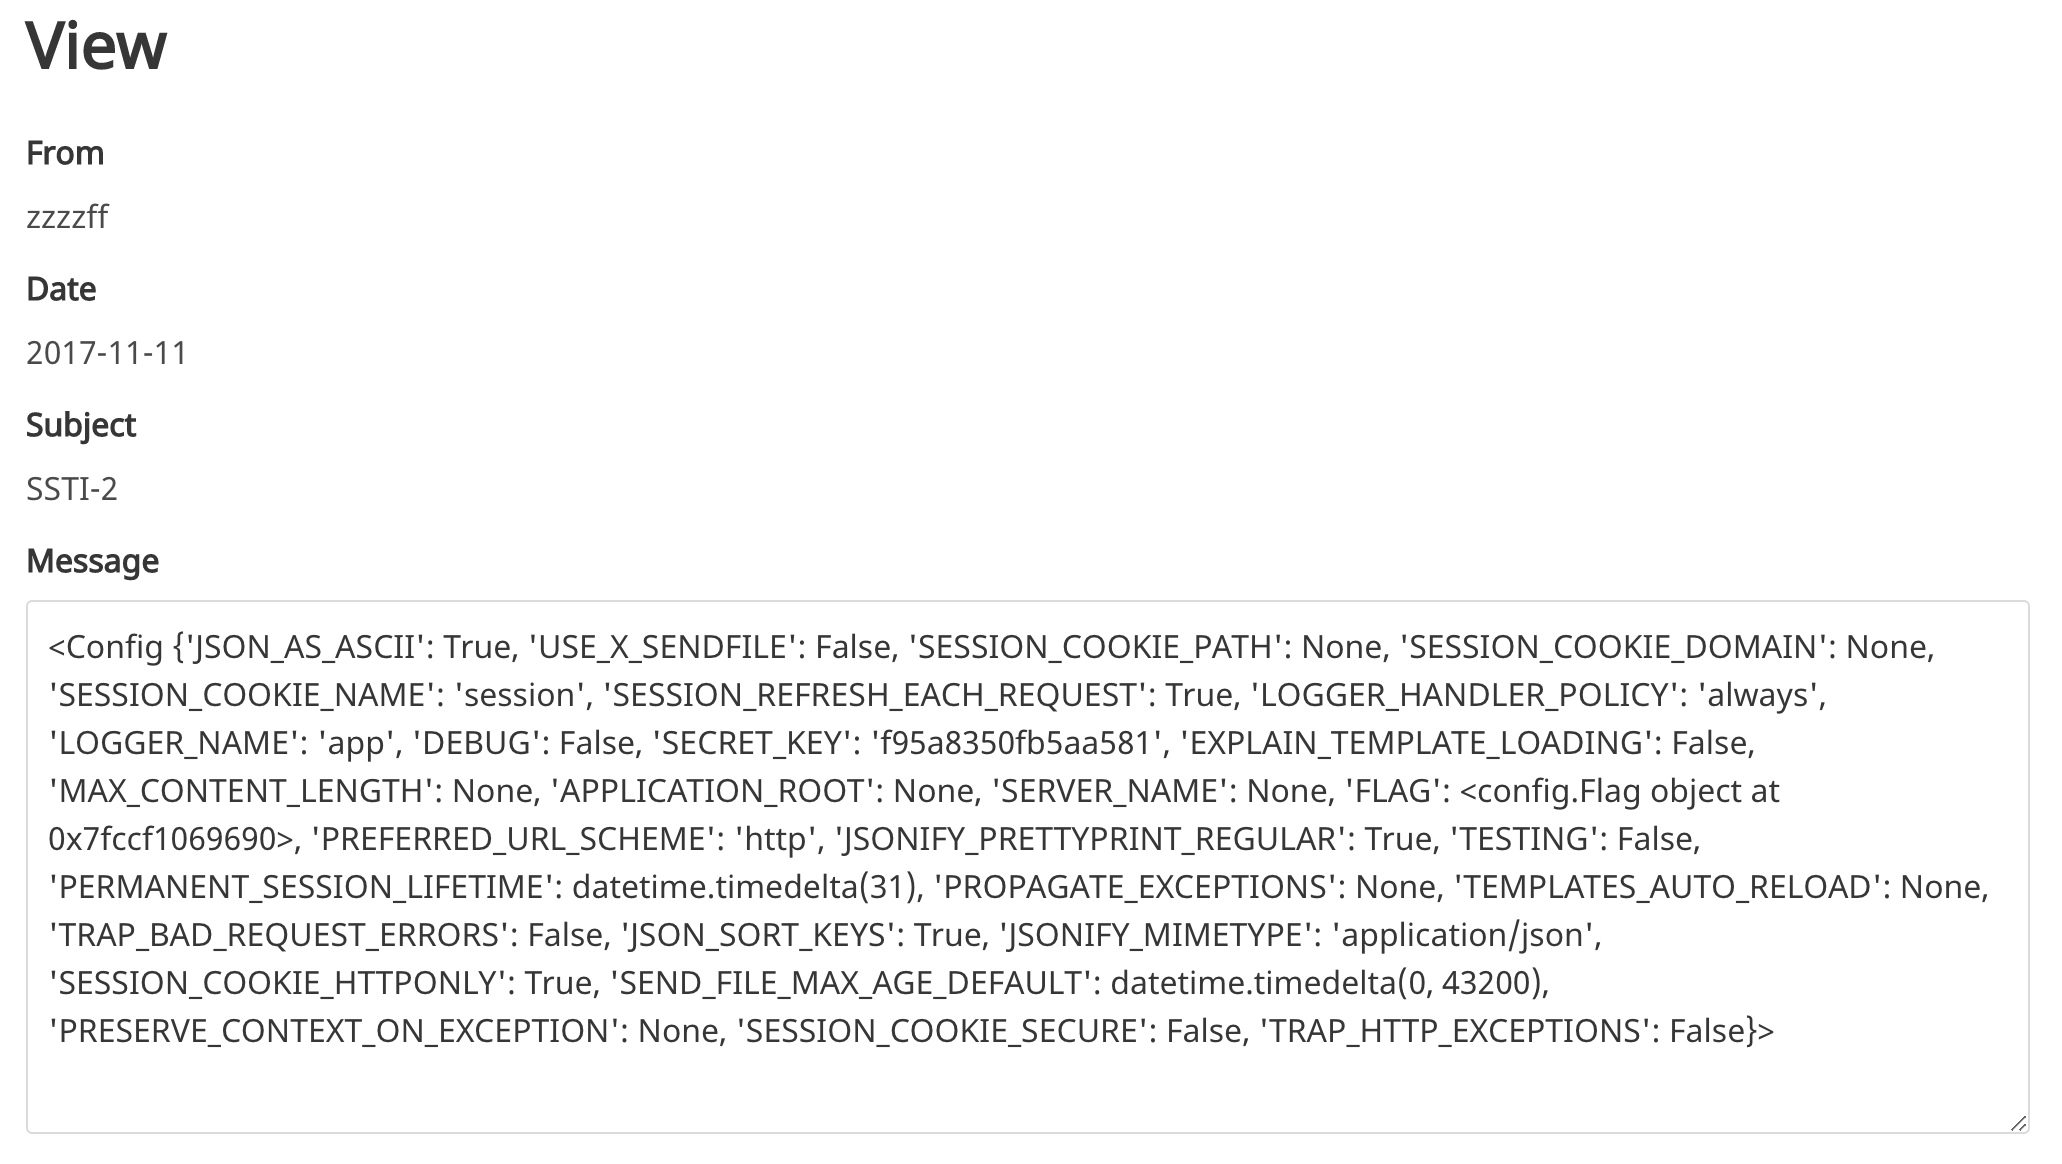 View
From
zzzzff
Date
2017-11-11
Subject
SSTI-2
Message
<Config {'JSON_AS_ASCII': True, 'USE_X_SENDFILE': False, 'SESSION_COOKIE_PATH': None, 'SESSION_COOKIE_DOMAIN': None,
'SESSION_COOKIE_NAME': 'session', 'SESSION_REFRESH_EACH_REQUEST': True, 'LOGGER_HANDLER_POLICY': 'always',
'LOGGER_NAME': 'app', 'DEBUG': False, 'SECRET_KEY': 'f95a8350fb5aa581', 'EXPLAIN_TEMPLATE_LOADING': False,
'MAX_CONTENT_LENGTH': None, 'APPLICATION_ROOT': None, 'SERVER_NAME': None, 'FLAG': <config.Flag object at
0x7fccf1069690>, 'PREFERRED_URL_SCHEME': 'http', 'JSONIFY_PRETTYPRINT_REGULAR': True, 'TESTING': False,
'PERMANENT_SESSION_LIFETIME': datetime.timedelta(31), 'PROPAGATE_EXCEPTIONS': None, 'TEMPLATES_AUTO_RELOAD': None,
'TRAP_BAD_REQUEST_ERRORS': False, 'JSON_SORT_KEYS': True, 'JSONIFY_MIMETYPE': 'application/json',
'SESSION_COOKIE_HTTPONLY': True, 'SEND_FILE_MAX_AGE_DEFAULT': datetime.timedelta(0, 43200),
'PRESERVE_CONTEXT_ON_EXCEPTION': None, 'SESSION_COOKIE_SECURE': False, 'TRAP_HTTP_EXCEPTIONS': False}>